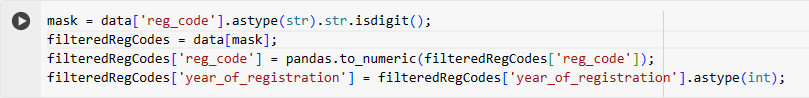 mask = data['reg_code'].astype(str).str.isdigit();
filteredRegCodes = data[mask];
filteredRegCodes['reg_code'] = pandas.to_numeric(filteredRegCodes['reg_code']);
filteredRegCodes['year_of_registration'] = filteredRegCodes['year_of_registration'].astype(int);